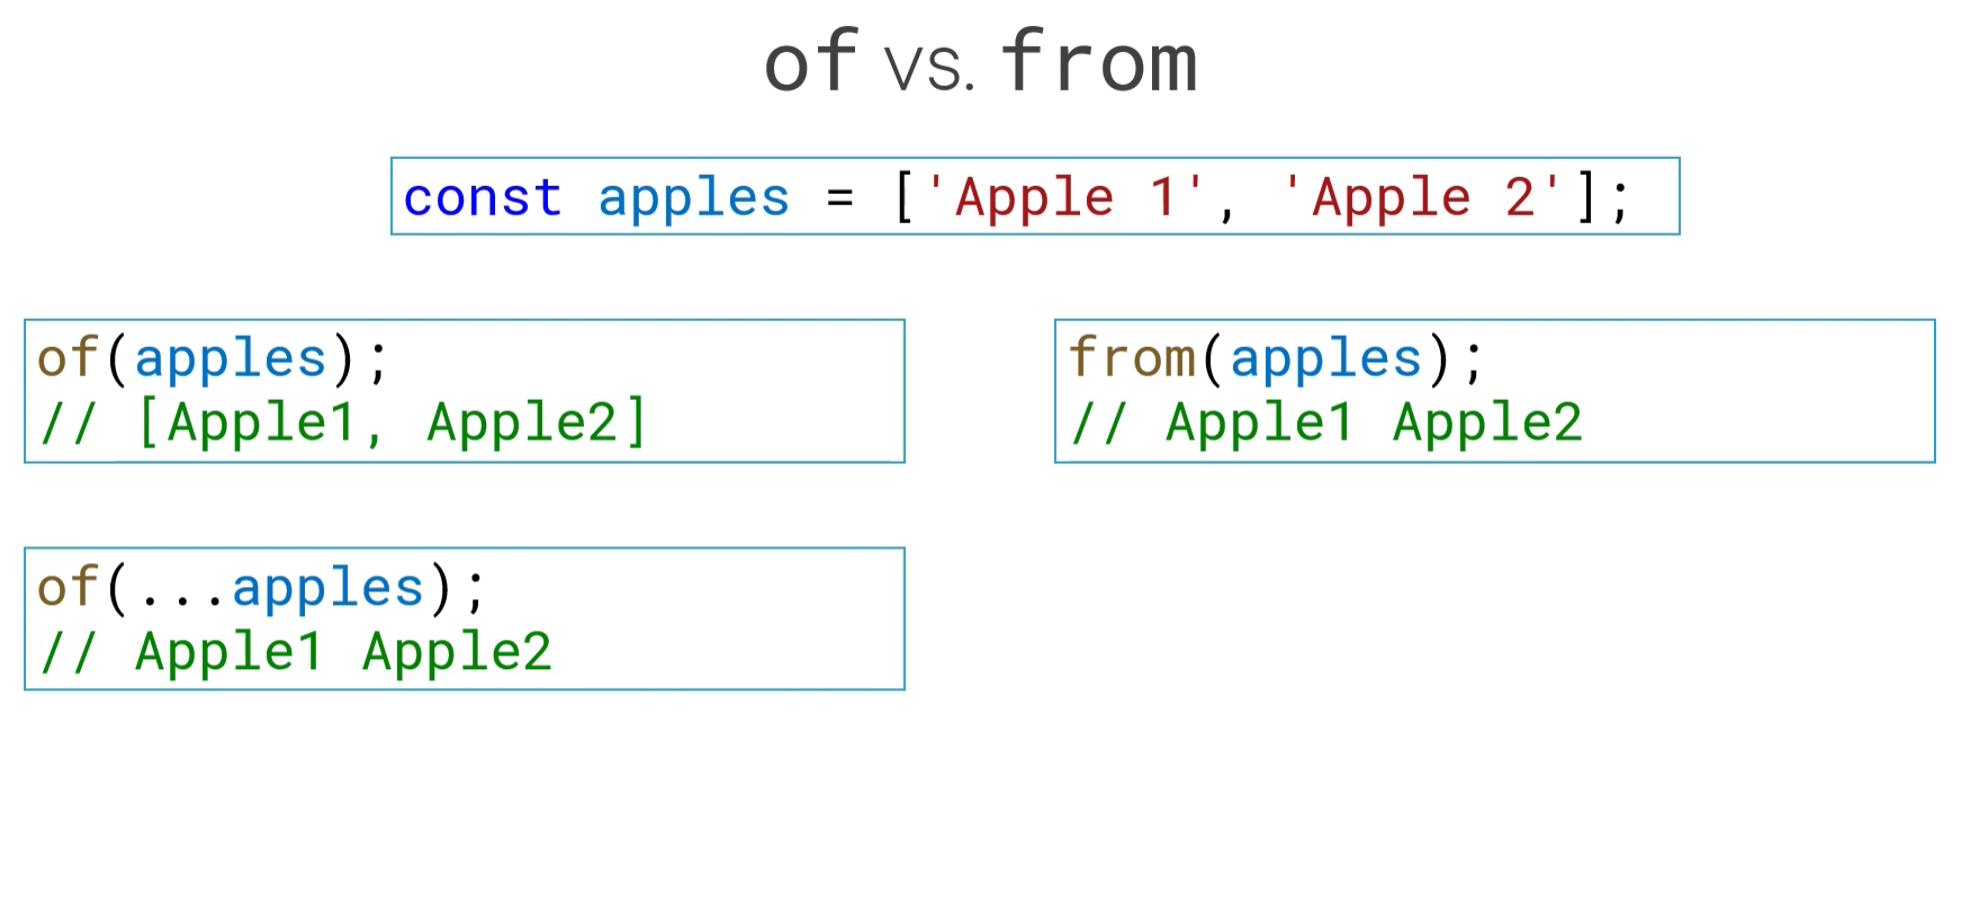 of vs. from
const apples = ['Apple 1', 'Apple 2'];
of(apples);
// [Apple1, Apple2]
from(apples);
// Apple1 Apple2
of(...apples);
// Apple1 Apple2